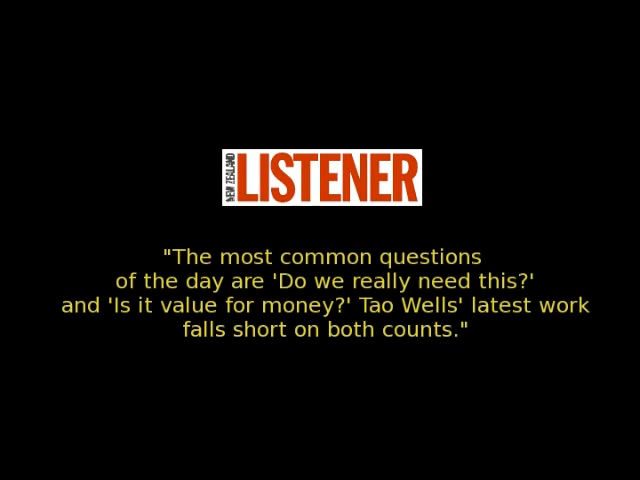 NEW ZEALAND
LISTENER
"The most common questions
of the day are 'Do we really need this?'
and 'Is it value for money?' Tao Wells' latest work
falls short on both counts."